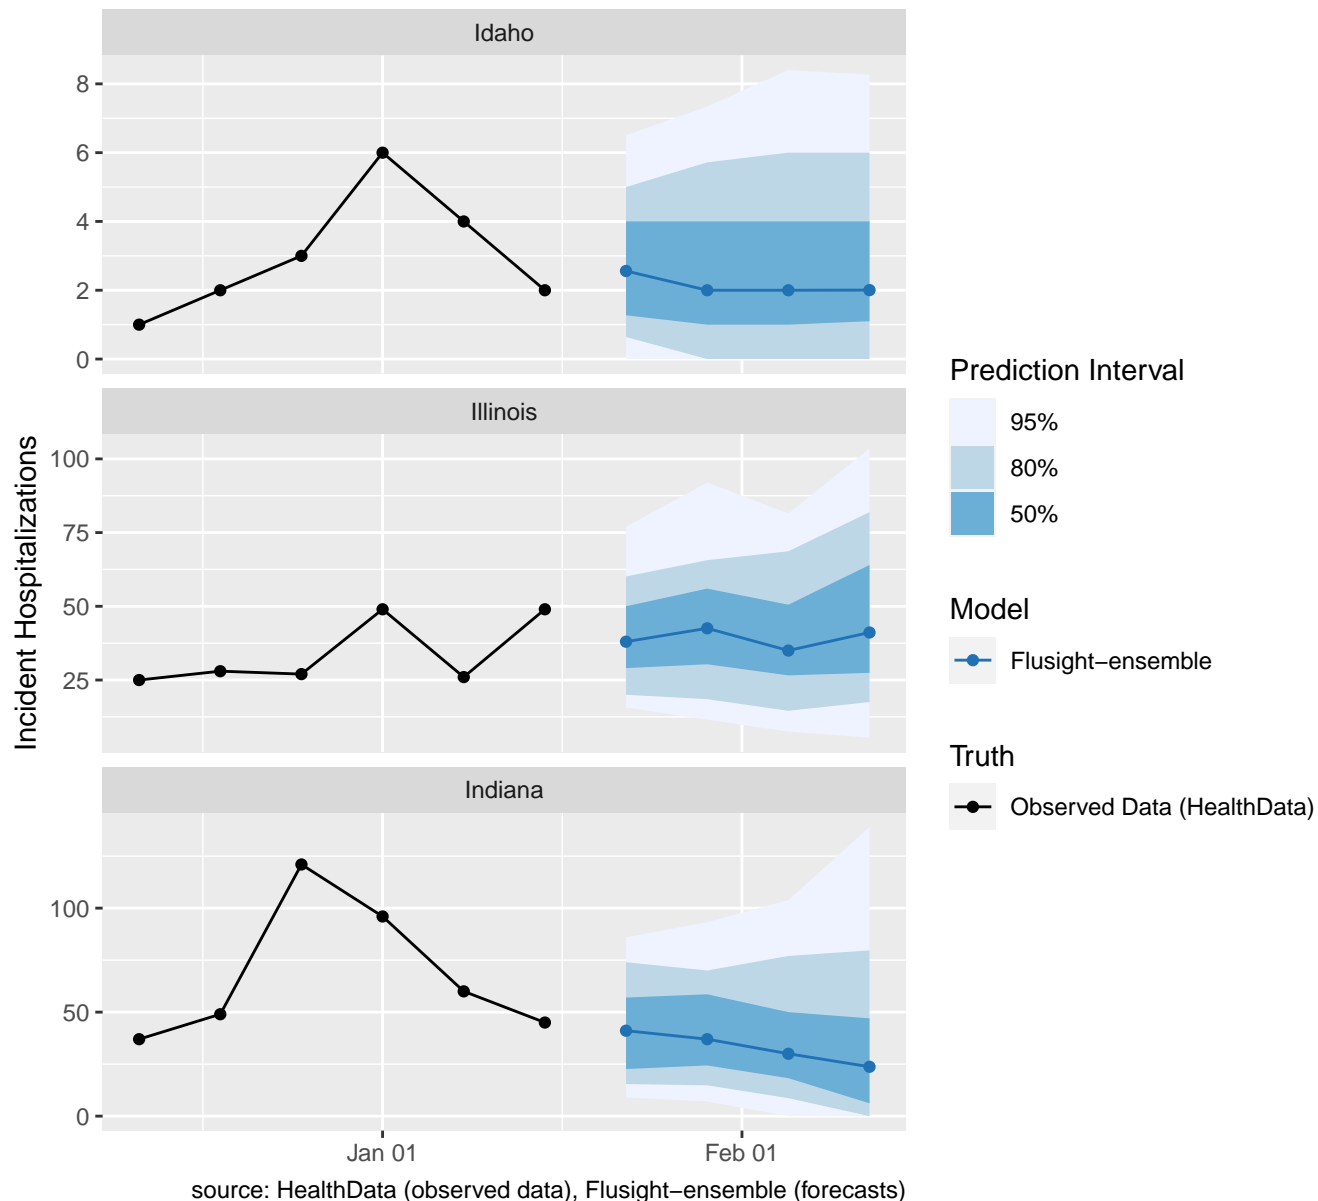 Idaho
8
6
4
2
0
Illinois
100
75
50
25
Indiana
100
50
0
Jan 01
Feb 01
Incident Hospitalizations
source: HealthData (observed data), Flusight−ensemble (forecasts)
Prediction Interval
95%
80%
50%
Model
Flusight−ensemble
Truth
Observed Data (HealthData)